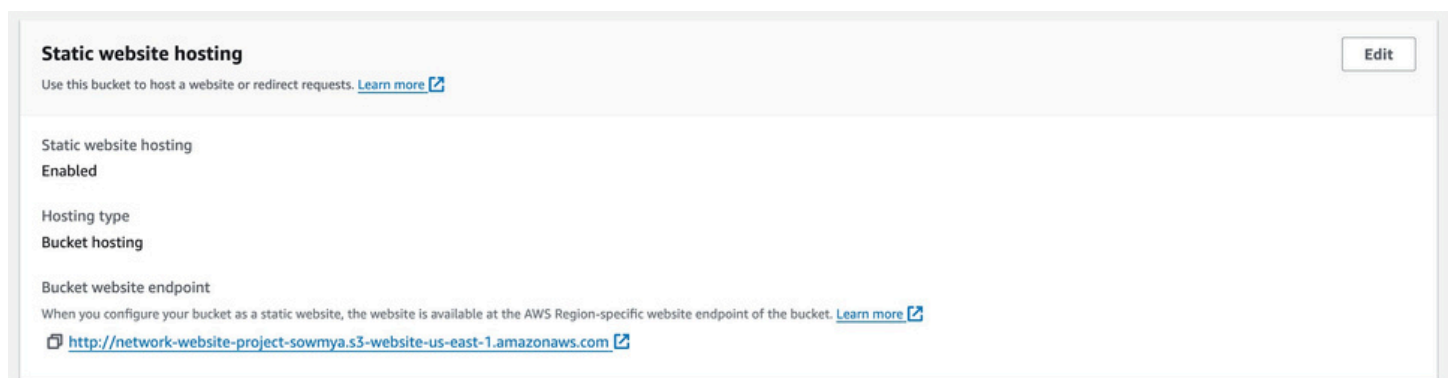 Static website hosting
Edit
Use this bucket to host a website or redirect requests. Learn more
Static website hosting
Enabled
Hosting type
Bucket hosting
Bucket website endpoint
When you configure your bucket as a static website, the website is available at the AWS Region-specific website endpoint of the bucket. Learn more
http://network-website-project-sowmya.s3-website-us-east-1.amazonaws.com